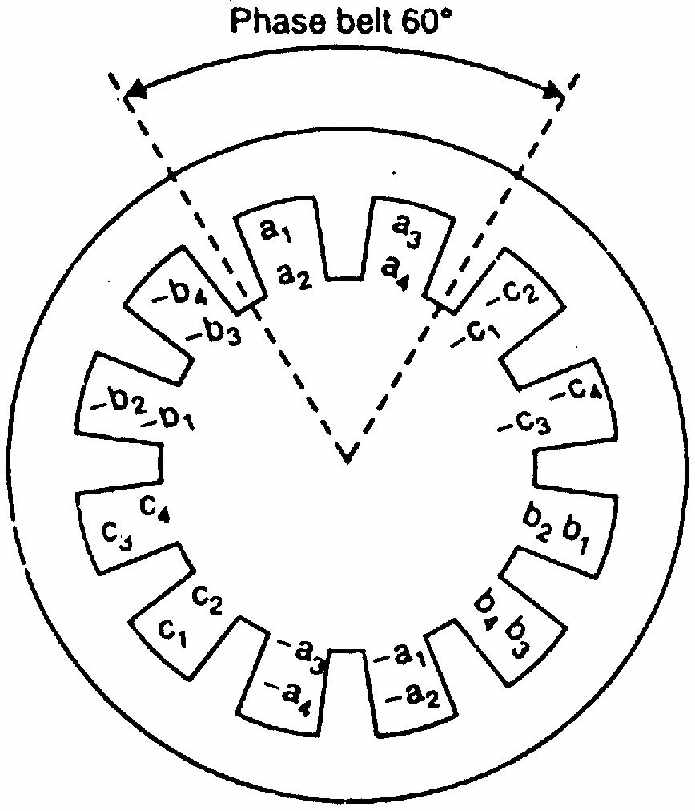 Phase belt 60°
a₁ a₃
a₂ a₄
-b₄ -c₂
-b₃ -c₁
-b₂ -b₁ -c₄
-c₃
c₄ b₂ b₁
c₃
c₂ b₄
c₁ b₃
-a₃ -a₁
-a₄ -a₂